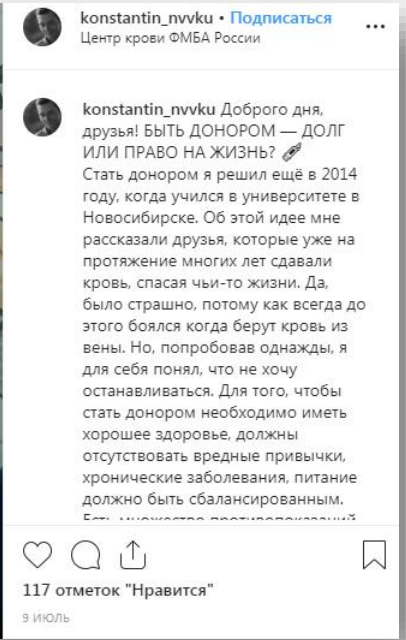 konstantin_nvvku • Подписаться
Центр крови ФМБА России
konstantin_nvvku Доброго дня,
друзья! БЫТЬ ДОНОРОМ — ДОЛГ
ИЛИ ПРАВО НА ЖИЗНЬ?
Стать донором я решил ещё в 2014
году, когда учился в университете в
Новосибирске. Об этой идее мне
рассказали друзья, которые уже на
протяжение многих лет сдавали
кровь, спасая чьи-то жизни. Да,
было страшно, потому как всегда до
этого боялся когда берут кровь из
вены. Но, попробовав однажды, я
для себя понял, что не хочу
останавливаться. Для того, чтобы
стать донором необходимо иметь
хорошее здоровье, должны
отсутствовать вредные привычки,
хронические заболевания, питание
должно быть сбалансированным.
Есть множество противопоказаний
117 отметок "Нравится"
9 ИЮЛЬ